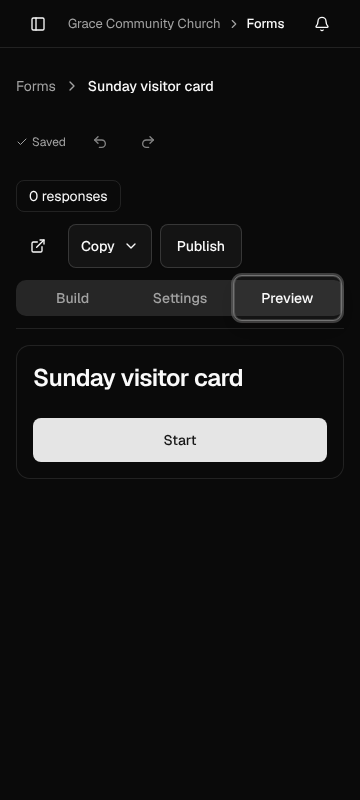 Grace Community Church > Forms
Forms > Sunday visitor card
Saved
0 responses
Copy
Publish
Build
Settings
Preview
Sunday visitor card
Start